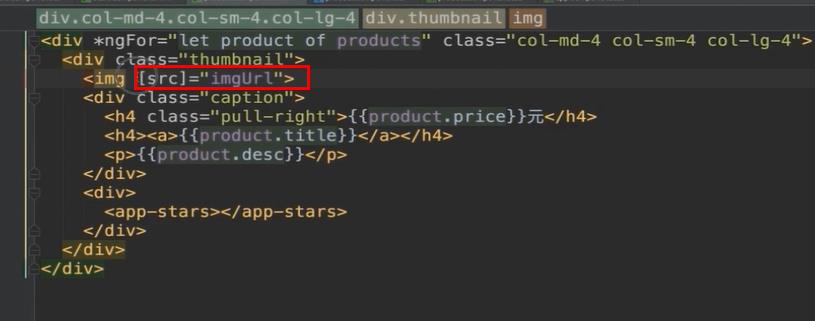 div.col-md-4.col-sm-4.col-lg-4 div.thumbnail img
<div *ngFor="let product of products" class="col-md-4 col-sm-4 col-lg-4">
<div class="thumbnail">
<img [src]="imgUrl">
<div class="caption">
<h4 class="pull-right">{{product.price}}元</h4>
<h4><a>{{product.title}}</a></h4>
<p>{{product.desc}}</p>
</div>
<div>
<app-stars></app-stars>
</div>
</div>
</div>